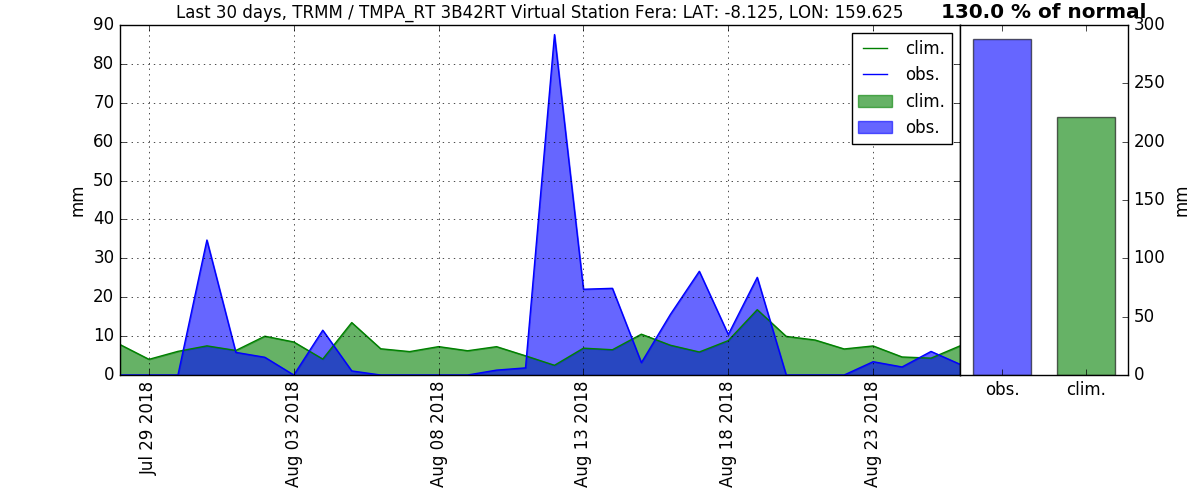 Last 30 days, TRMM / TMPA_RT 3B42RT Virtual Station Fera: LAT: -8.125, LON: 159.625
130.0 % of normal
90
80
70
60
50
40
30
20
10
0
mm
Jul 29 2018
Aug 03 2018
Aug 08 2018
Aug 13 2018
Aug 18 2018
Aug 23 2018
clim.
obs.
clim.
obs.
300
250
200
150
100
50
0
mm
obs.
clim.